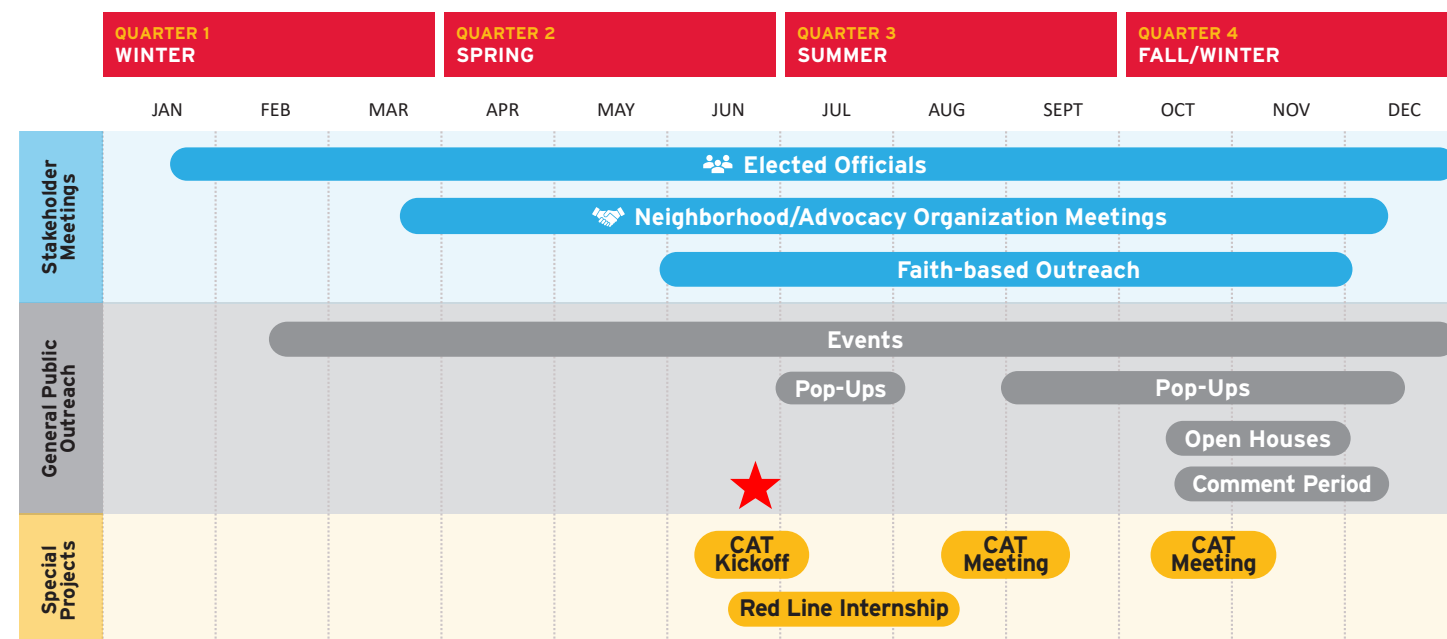 QUARTER 1
WINTER
QUARTER 2
SPRING
QUARTER 3
SUMMER
QUARTER 4
FALL/WINTER
JAN FEB MAR APR MAY JUN JUL AUG SEPT OCT NOV DEC
Stakeholder
Meetings
Elected Officials
Neighborhood/Advocacy Organization Meetings
Faith-based Outreach
General Public
Outreach
Events
Pop-Ups
Pop-Ups
Open Houses
Comment Period
Special
Projects
CAT
Kickoff
CAT
Meeting
CAT
Meeting
Red Line Internship